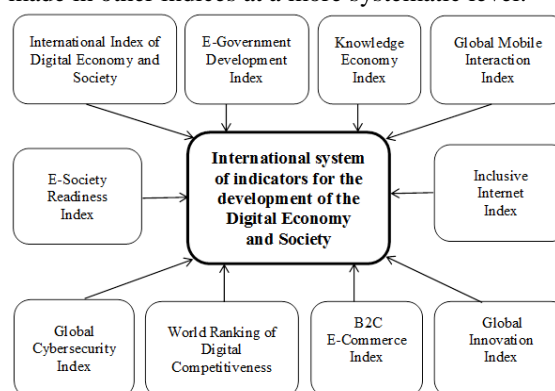 made in other indices at a more systematic level.
International Index of
Digital Economy and
Society
E-Government
Development
Index
Knowledge
Economy
Index
Global Mobile
Interaction
Index
E-Society
Readiness
Index
International system
of indicators for the
development of the
Digital Economy
and Society
Inclusive
Internet
Index
Global
Cybersecurity
Index
World Ranking of
Digital
Competitiveness
B2C
E-Commerce
Index
Global
Innovation
Index